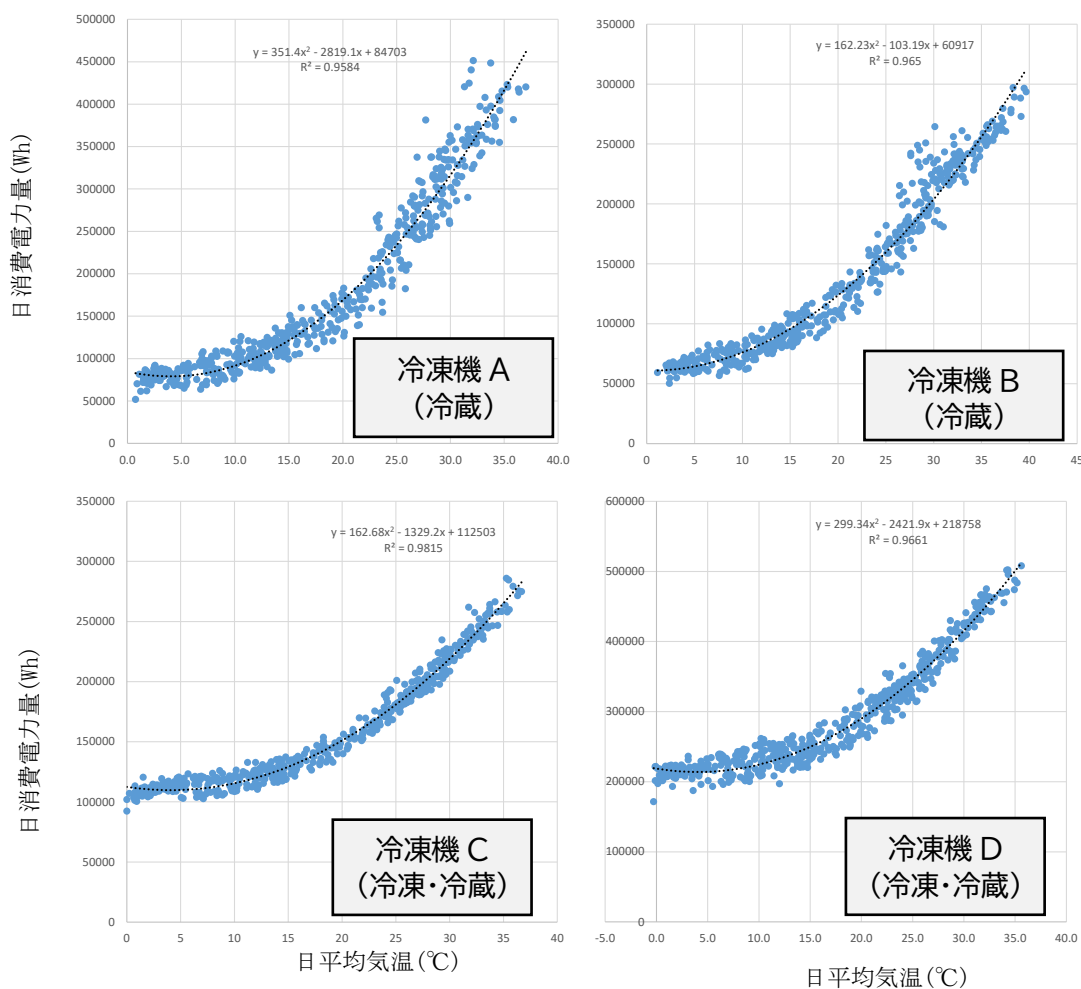 500000
450000
400000
350000
300000
250000
200000
150000
100000
50000
0
0.0 5.0 10.0 15.0 20.0 25.0 30.0 35.0 40.0
y = 351.4x² - 2819.1x + 84703
R² = 0.9584
冷凍機 A
（冷蔵）
日消費電力量(Wh)
350000
300000
250000
200000
150000
100000
50000
0
0 5 10 15 20 25 30 35 40 45
y = 162.23x² - 103.19x + 60917
R² = 0.965
冷凍機 B
（冷蔵）
350000
300000
250000
200000
150000
100000
50000
0
0 5 10 15 20 25 30 35 40
y = 162.68x² - 1329.2x + 112503
R² = 0.9815
冷凍機 C
（冷凍・冷蔵）
日消費電力量(Wh)
日平均気温(℃)
600000
500000
400000
300000
200000
100000
0
-5.0 0.0 5.0 10.0 15.0 20.0 25.0 30.0 35.0 40.0
y = 299.34x² - 2421.9x + 218758
R² = 0.9661
冷凍機 D
（冷凍・冷蔵）
日平均気温(℃)